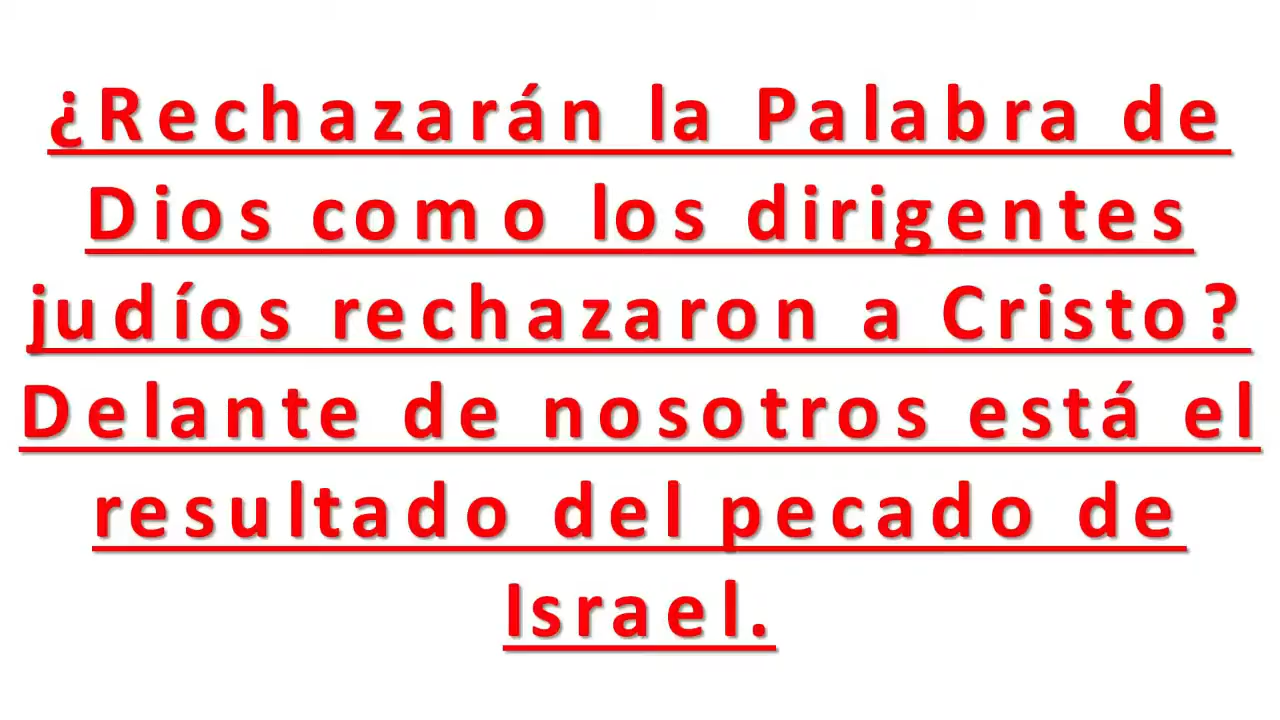 ¿Rechazarán la Palabra de
Dios como los dirigentes
judíos rechazaron a Cristo?
Delante de nosotros está el
resultado del pecado de
Israel.